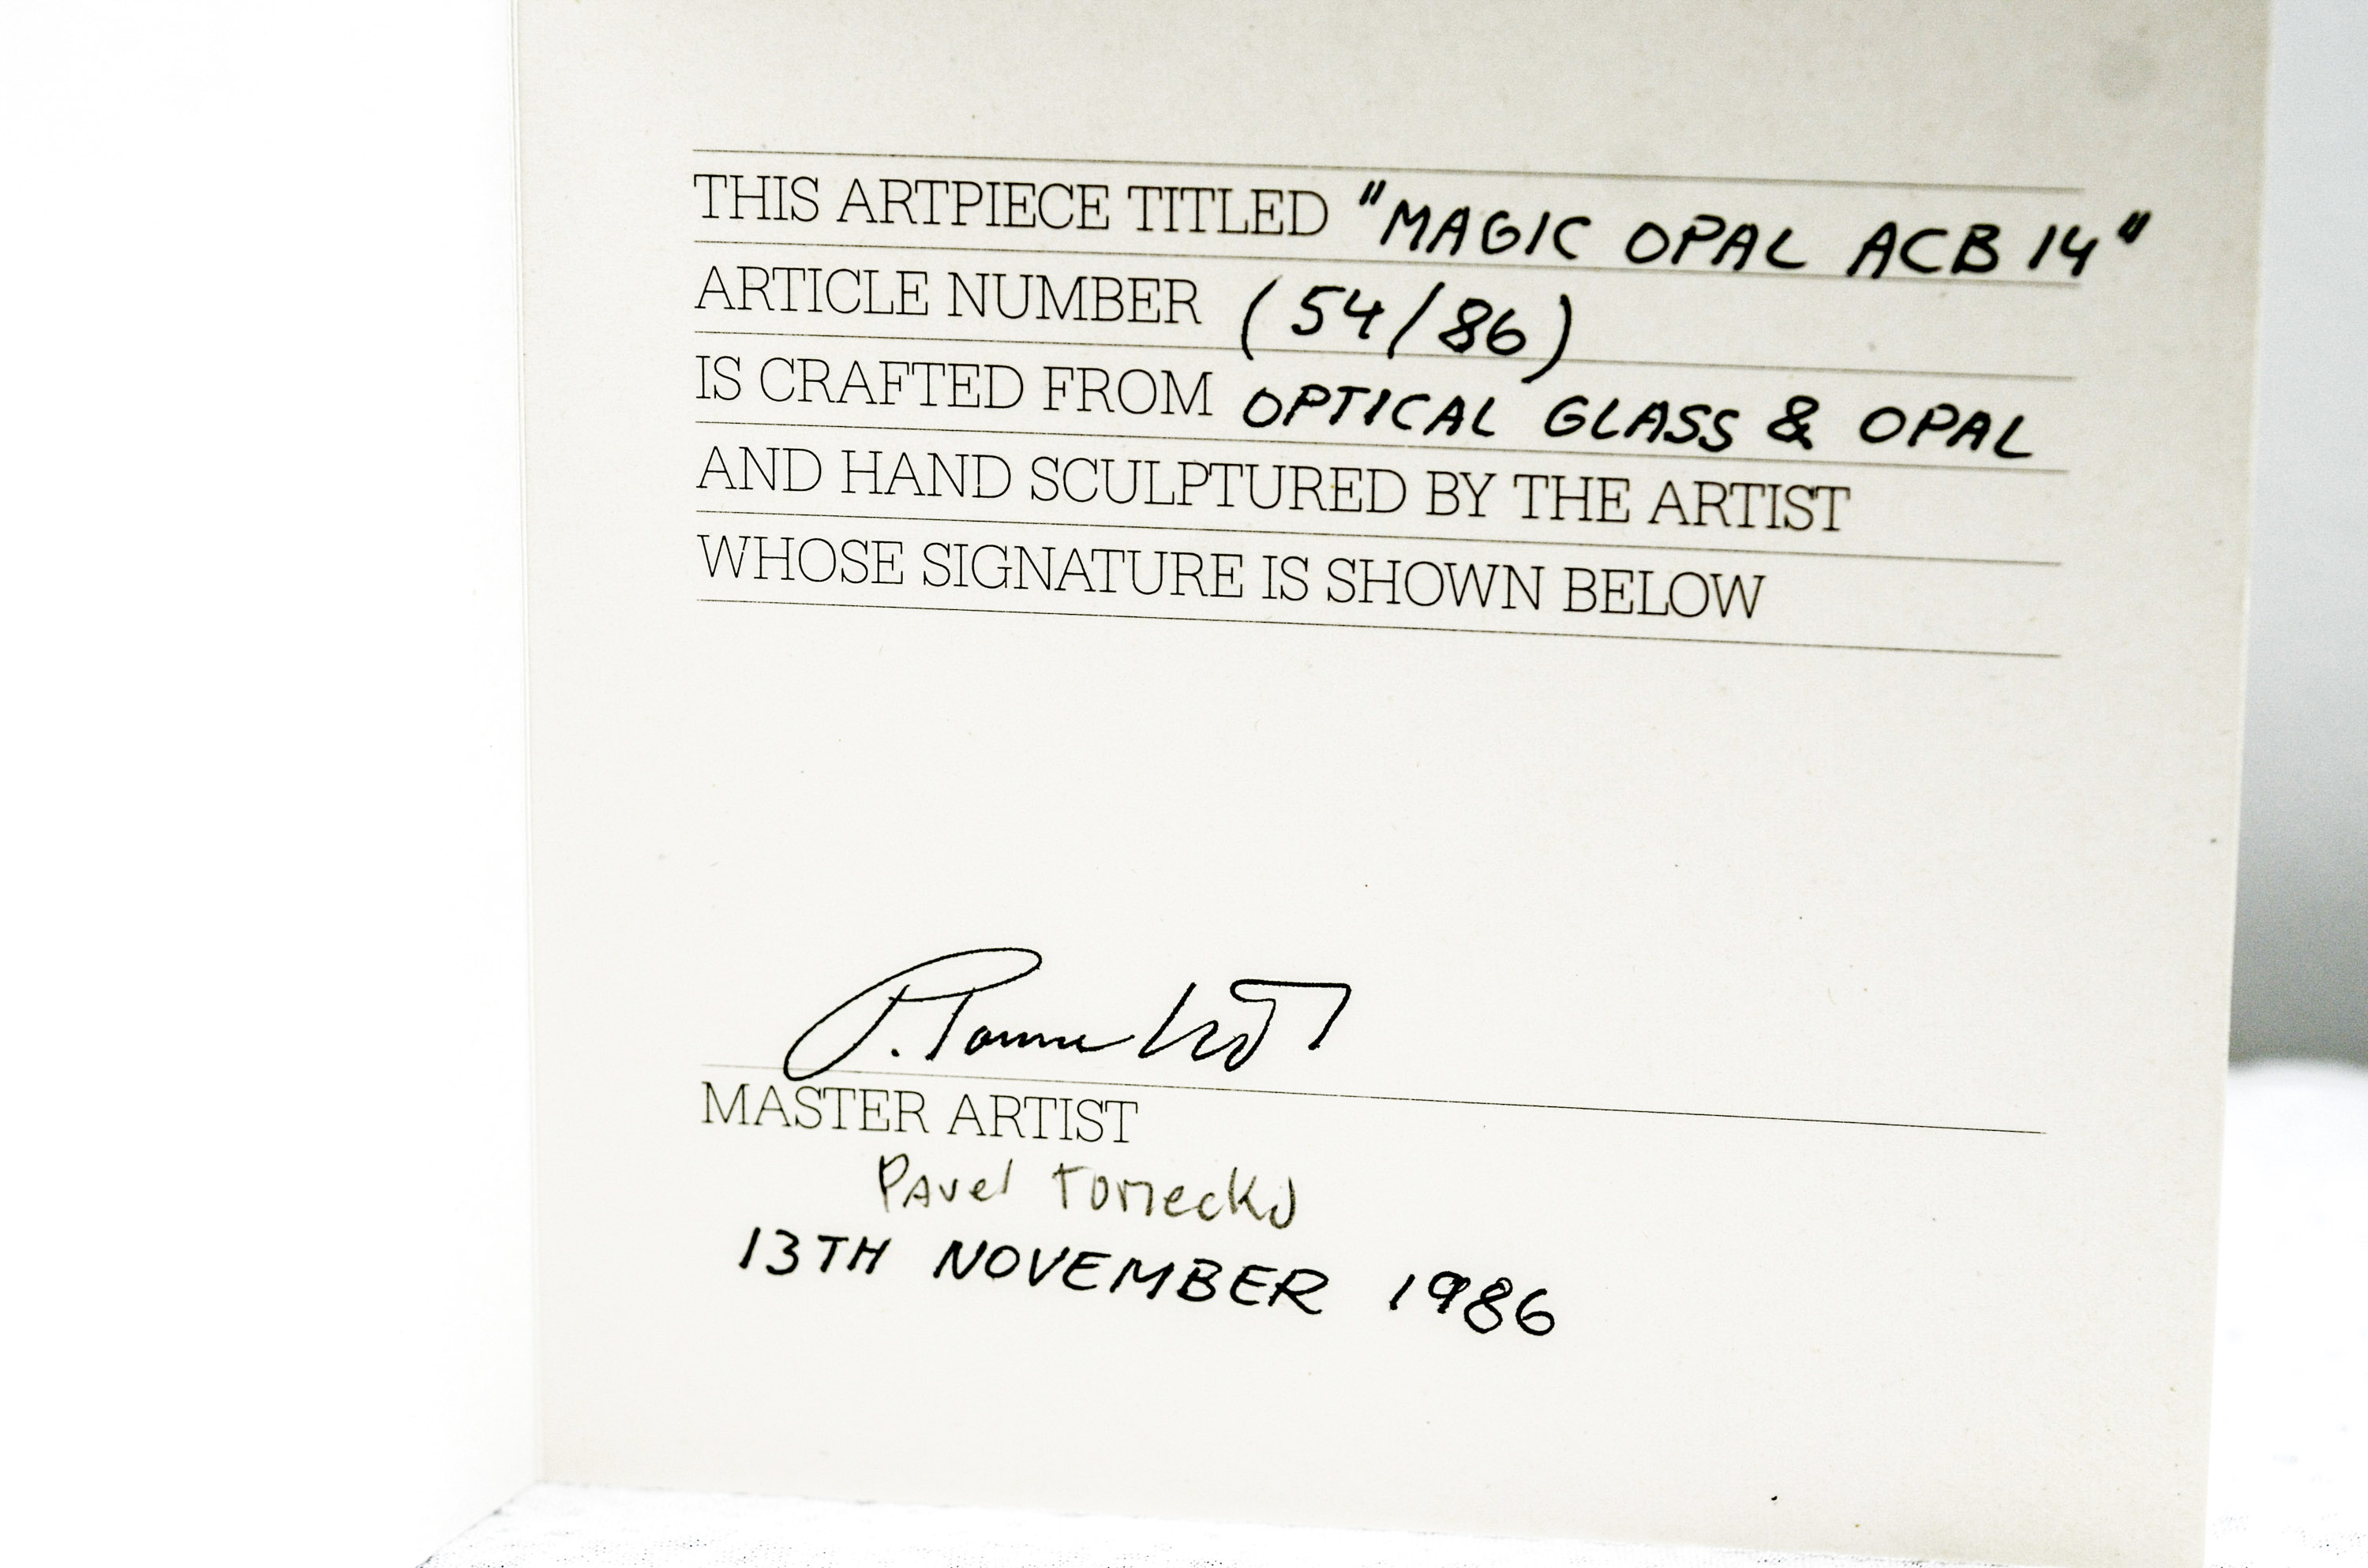 THIS ARTPIECE TITLED "MAGIC OPAL ACB 14"
ARTICLE NUMBER (54/86)
IS CRAFTED FROM OPTICAL GLASS & OPAL
AND HAND SCULPTURED BY THE ARTIST
WHOSE SIGNATURE IS SHOWN BELOW
MASTER ARTIST
Pavel
13TH NOVEMBER 1986